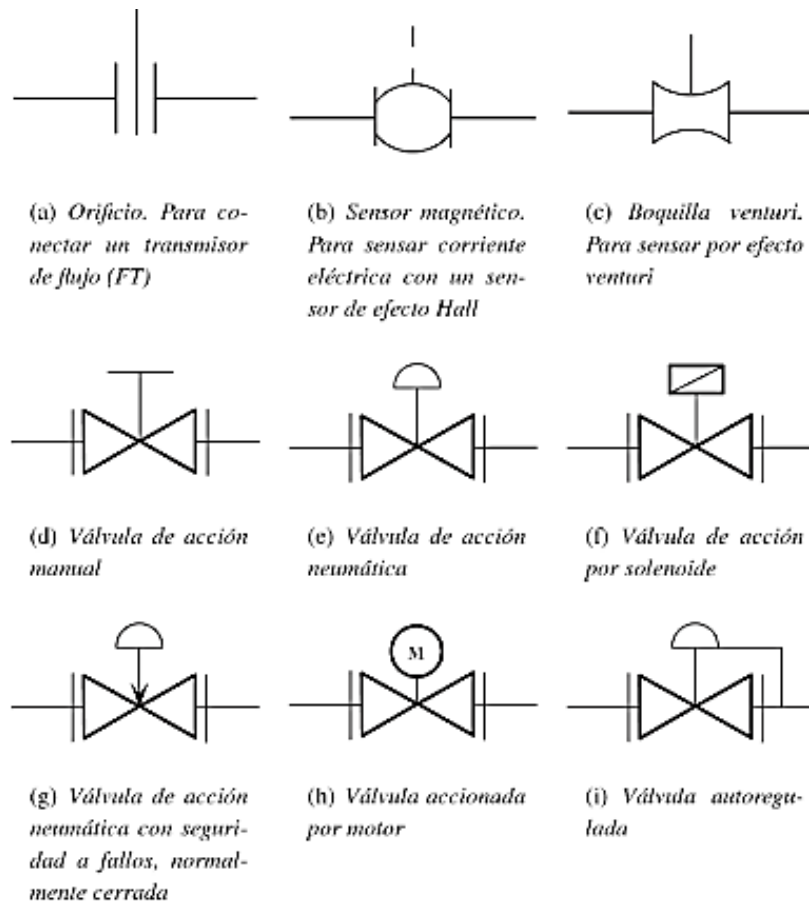 (a) Orificio. Para co-
nectar un transmisor
de flujo (FT)
(b) Sensor magnético.
Para sensar corriente
eléctrica con un sen-
sor de efecto Hall
(c) Boquilla venturi.
Para sensar por efecto
venturi
(d) Válvula de acción
manual
(e) Válvula de acción
neumática
(f) Válvula de acción
por solenoide
M
(g) Válvula de acción
neumática con seguri-
dad a fallos, normal-
mente cerrada
(h) Válvula accionada
por motor
(i) Válvula autoregu-
lada